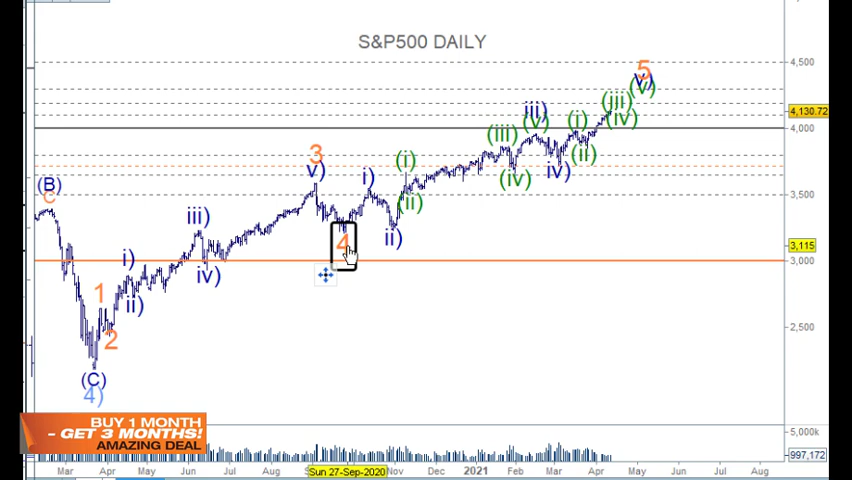 S&P500 DAILY
4,500
4,130.72
4,000
3,500
3,115
3,000
2,500
5,000k
997,172
(B)
C
1
2
(C)
4)
i)
ii)
iii)
iv)
3
v)
4
i)
ii)
(i)
(ii)
(iii)
(iv)
iii)
(v)
iv)
(i)
(ii)
(iii)
(iv)
5
v)
(v)
BUY 1 MONTH
- GET 3 MONTHS!
AMAZING DEAL
Mar Apr May Jun Jul Aug Sun 27-Sep-2020 Nov Dec 2021 Feb Mar Apr May Jun Jul Aug